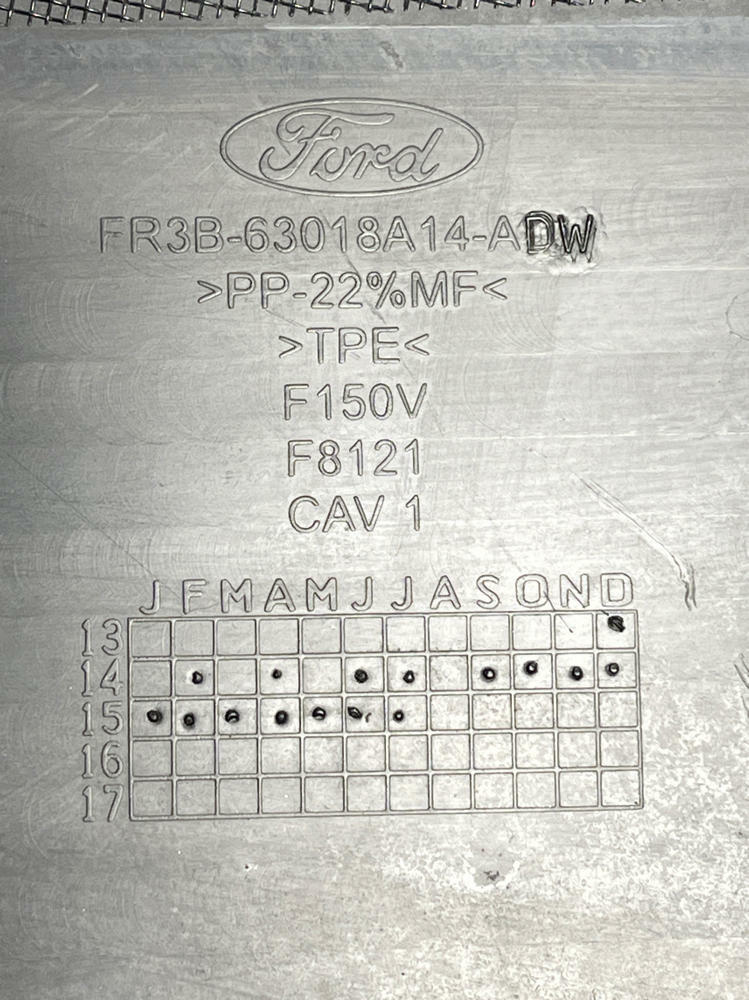 Ford
FR3B-63018A14-ADW
>PP-22%MF<
>TPE<
F150V
F8121
CAV 1
J F M A M J J A S O N D
13
14
15
16
17